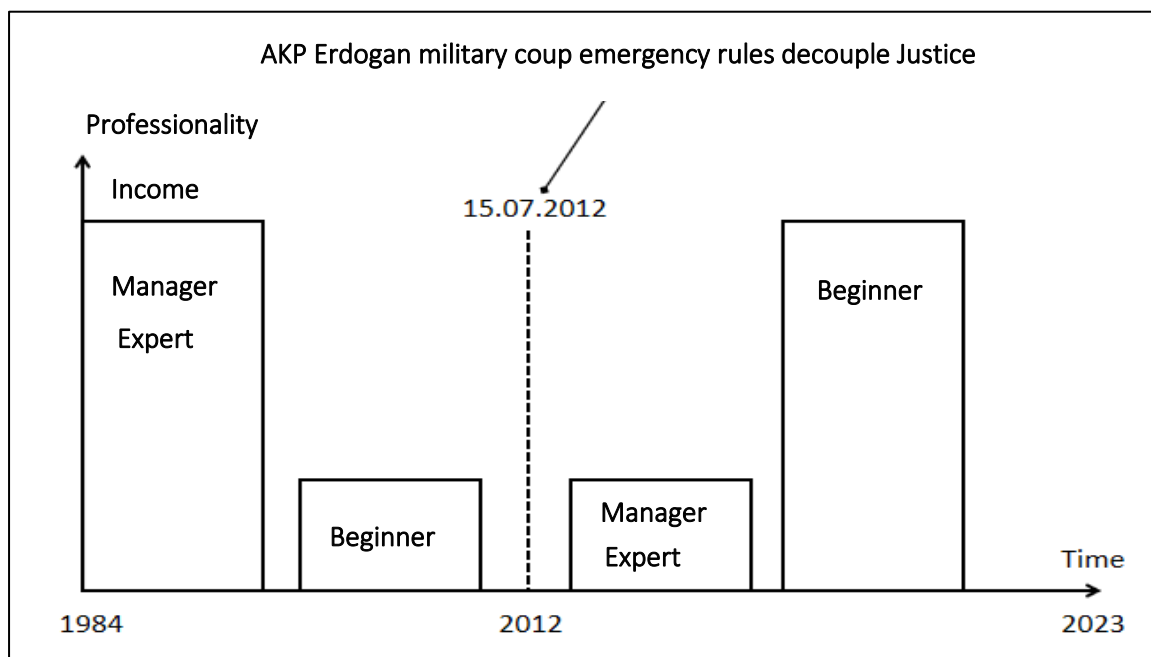 AKP Erdogan military coup emergency rules decouple Justice
Professionality
Income
15.07.2012
Manager
Expert
Beginner
Manager
Expert
Beginner
Time
1984
2012
2023